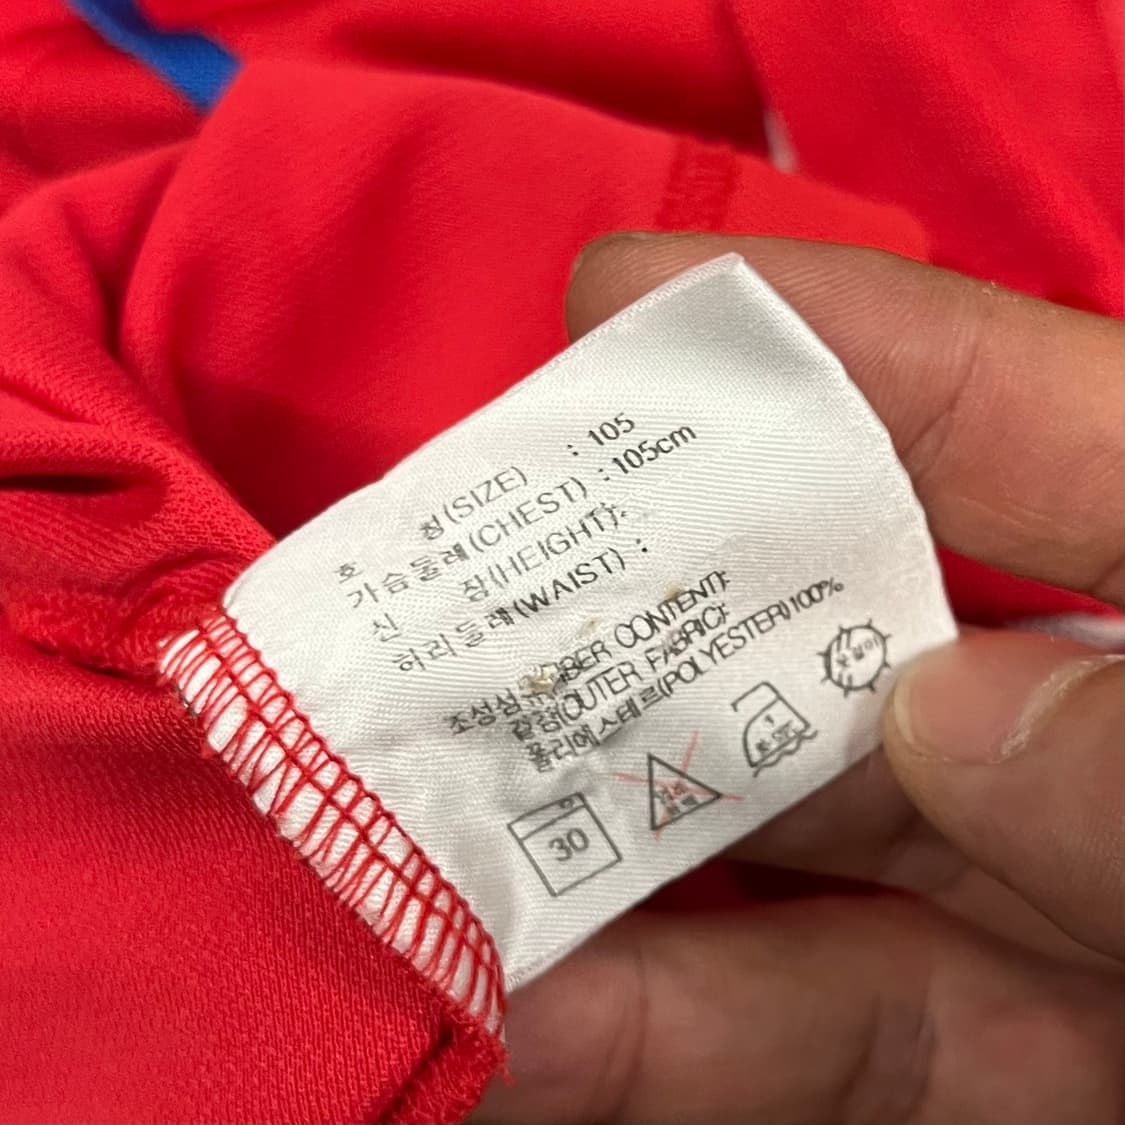 호 칭(SIZE) : 105
가슴둘레(CHEST) : 105cm
신 장(HEIGHT):
허리둘레(WAIST) :
조성섬유(FIBER CONTENT):
겉감(OUTER FABRIC):
폴리에스테르(POLYESTER)100%
30